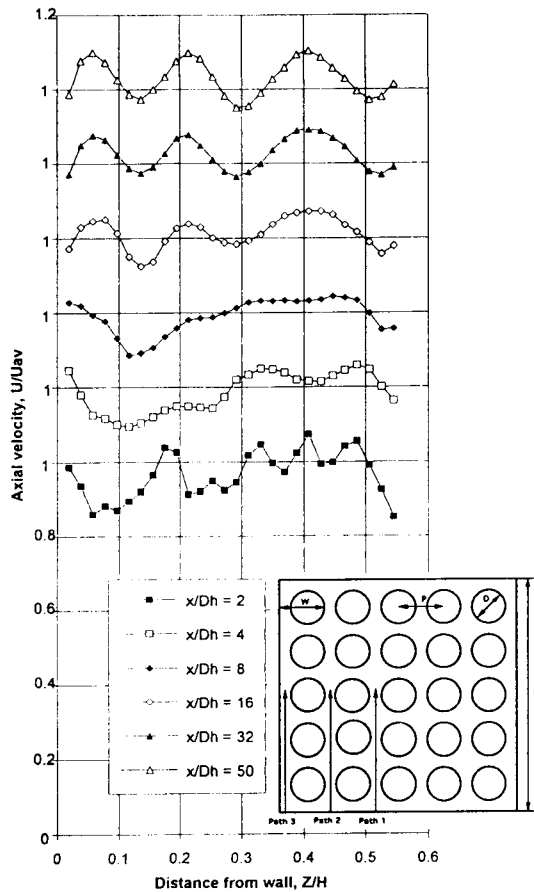 1.2
1
1
1
1
1
1
0.8
0.6
0.4
0.2
0
0
0.1
0.2
0.3
0.4
0.5
0.6
Axial velocity, U/Uav
Distance from wall, Z/H
x/Dh = 2
x/Dh = 4
x/Dh = 8
x/Dh = 16
x/Dh = 32
x/Dh = 50
W
P
D
Path 3
Path 2
Path 1